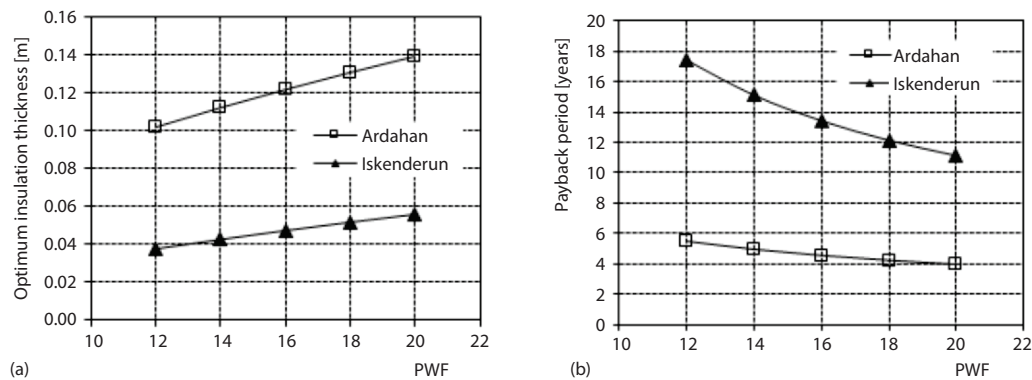 Optimum insulation thickness [m]
0.16
0.14
0.12
0.10
0.08
0.06
0.04
0.02
0.00
Ardahan
Iskenderun
10 12 14 16 18 20 22
(a)
PWF
Payback period [years]
20
18
16
14
12
10
8
6
4
2
0
Ardahan
Iskenderun
10 12 14 16 18 20 22
(b)
PWF